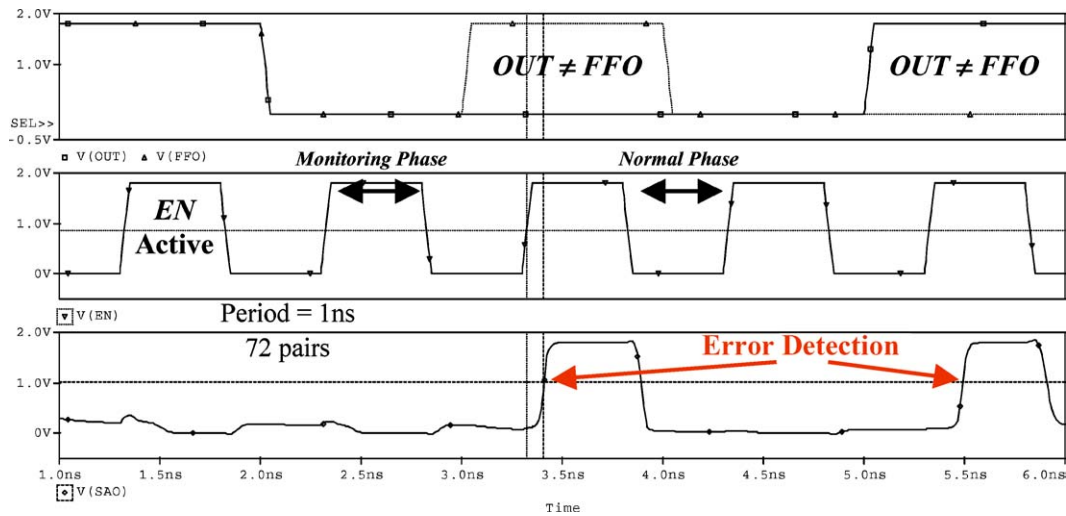 2.0V
OUT ≠ FFO
OUT ≠ FFO
1.0V
SEL>>
-0.5V
V(OUT) V(FFO)
Monitoring Phase
Normal Phase
2.0V
EN
Active
1.0V
0V
V(EN)
Period = 1ns
72 pairs
2.0V
Error Detection
1.0V
0V
1.0ns 1.5ns 2.0ns 2.5ns 3.0ns 3.5ns 4.0ns 4.5ns 5.0ns 5.5ns 6.0ns
V(SAO)
Time